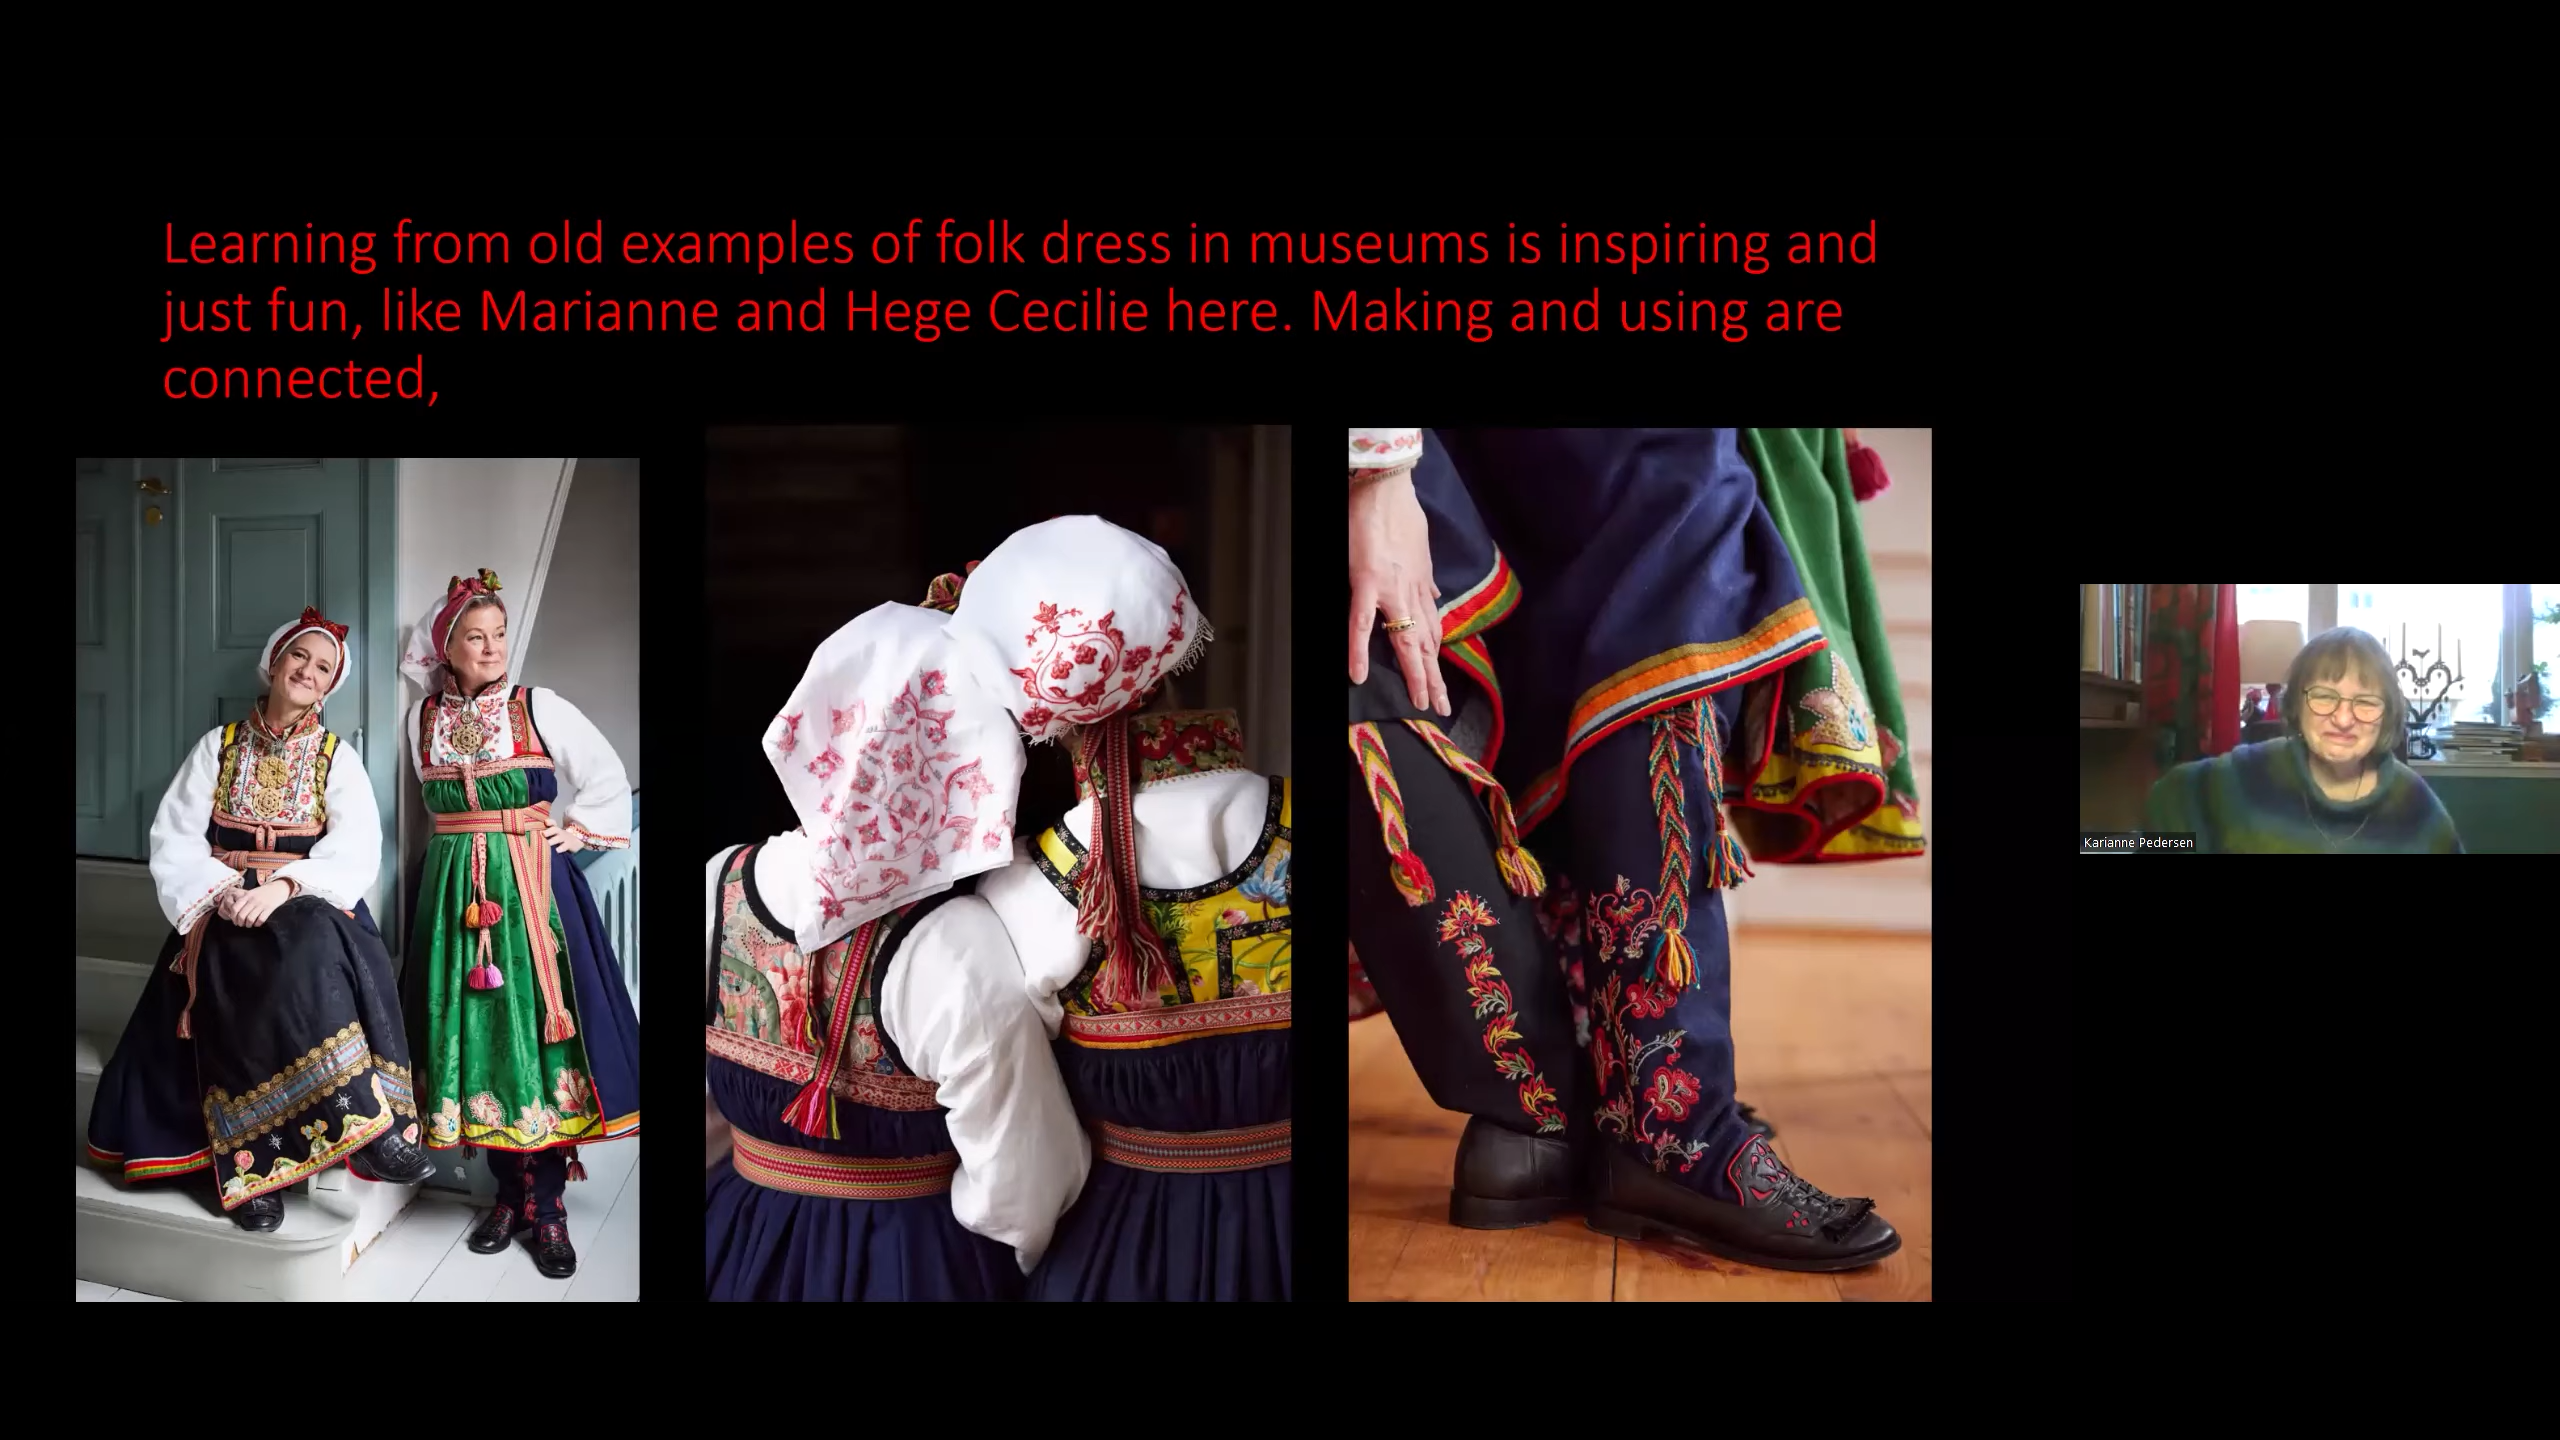 Learning from old examples of folk dress in museums is inspiring and
just fun, like Marianne and Hege Cecilie here. Making and using are
connected,
Karianne Pedersen